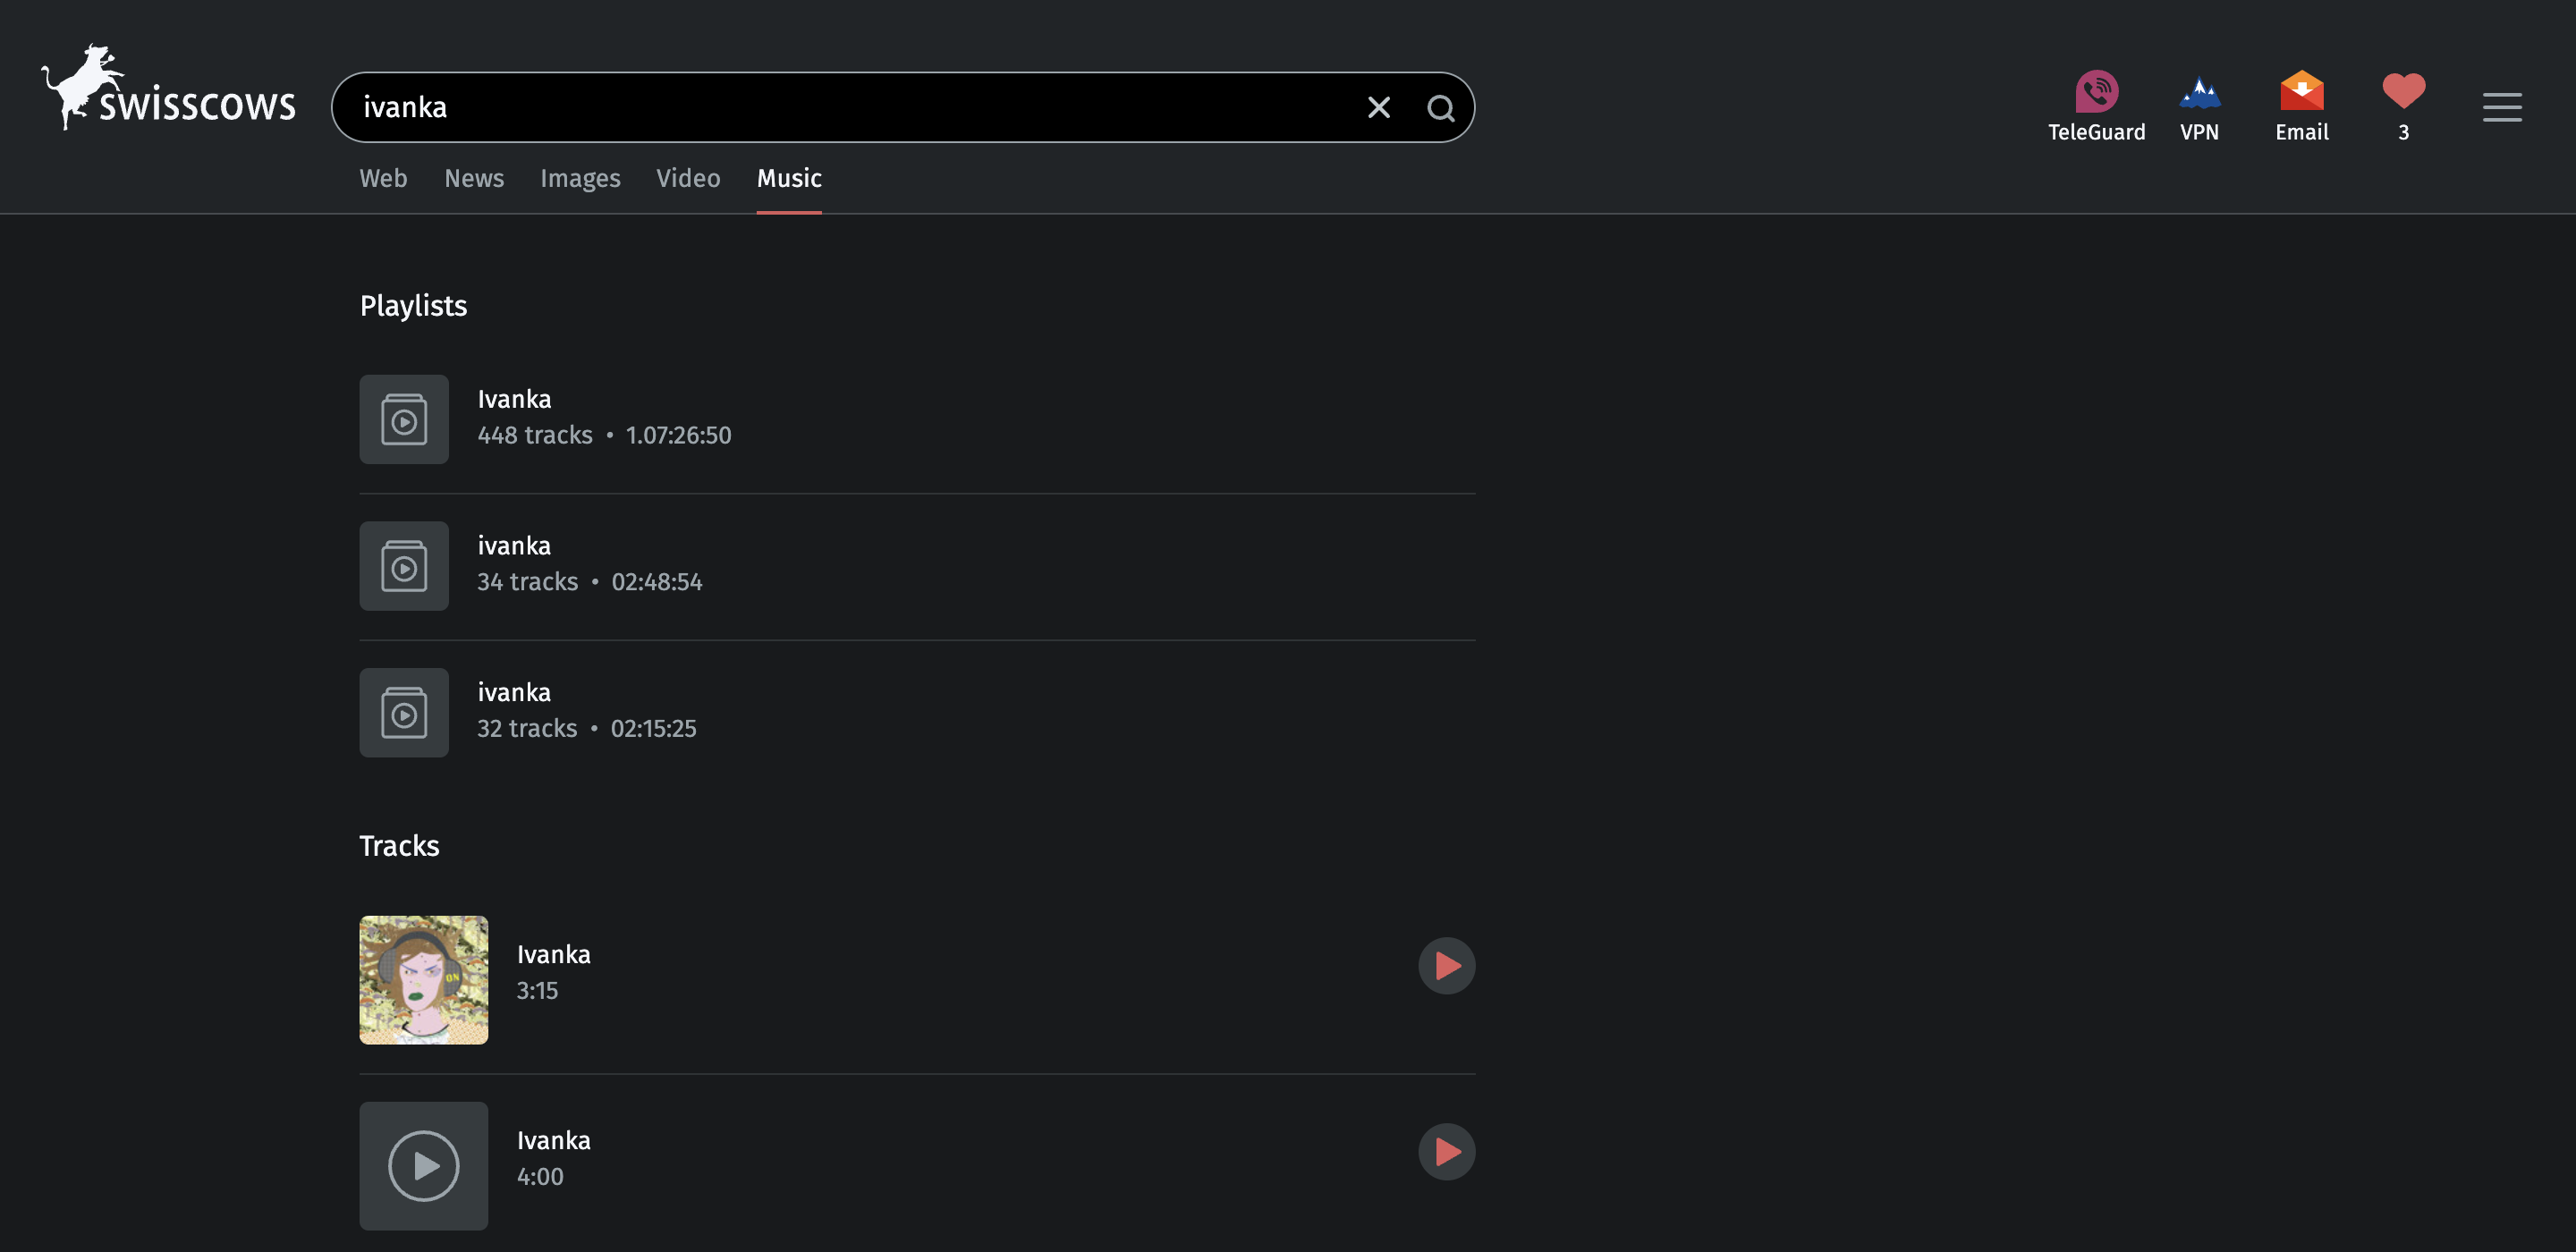 swisscows
ivanka
TeleGuard
VPN
Email
3
Web News Images Video Music
Playlists
Ivanka
448 tracks • 1.07:26:50
ivanka
34 tracks • 02:48:54
ivanka
32 tracks • 02:15:25
Tracks
ON
Ivanka
3:15
Ivanka
4:00